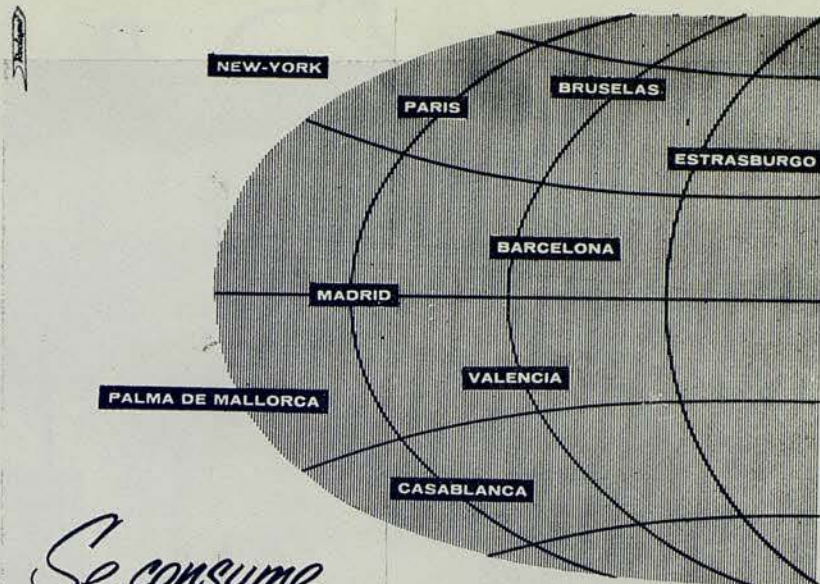 NEW-YORK
PARIS
BRUSELAS
ESTRASBURGO
BARCELONA
MADRID
VALENCIA
PALMA DE MALLORCA
CASABLANCA
Se consume